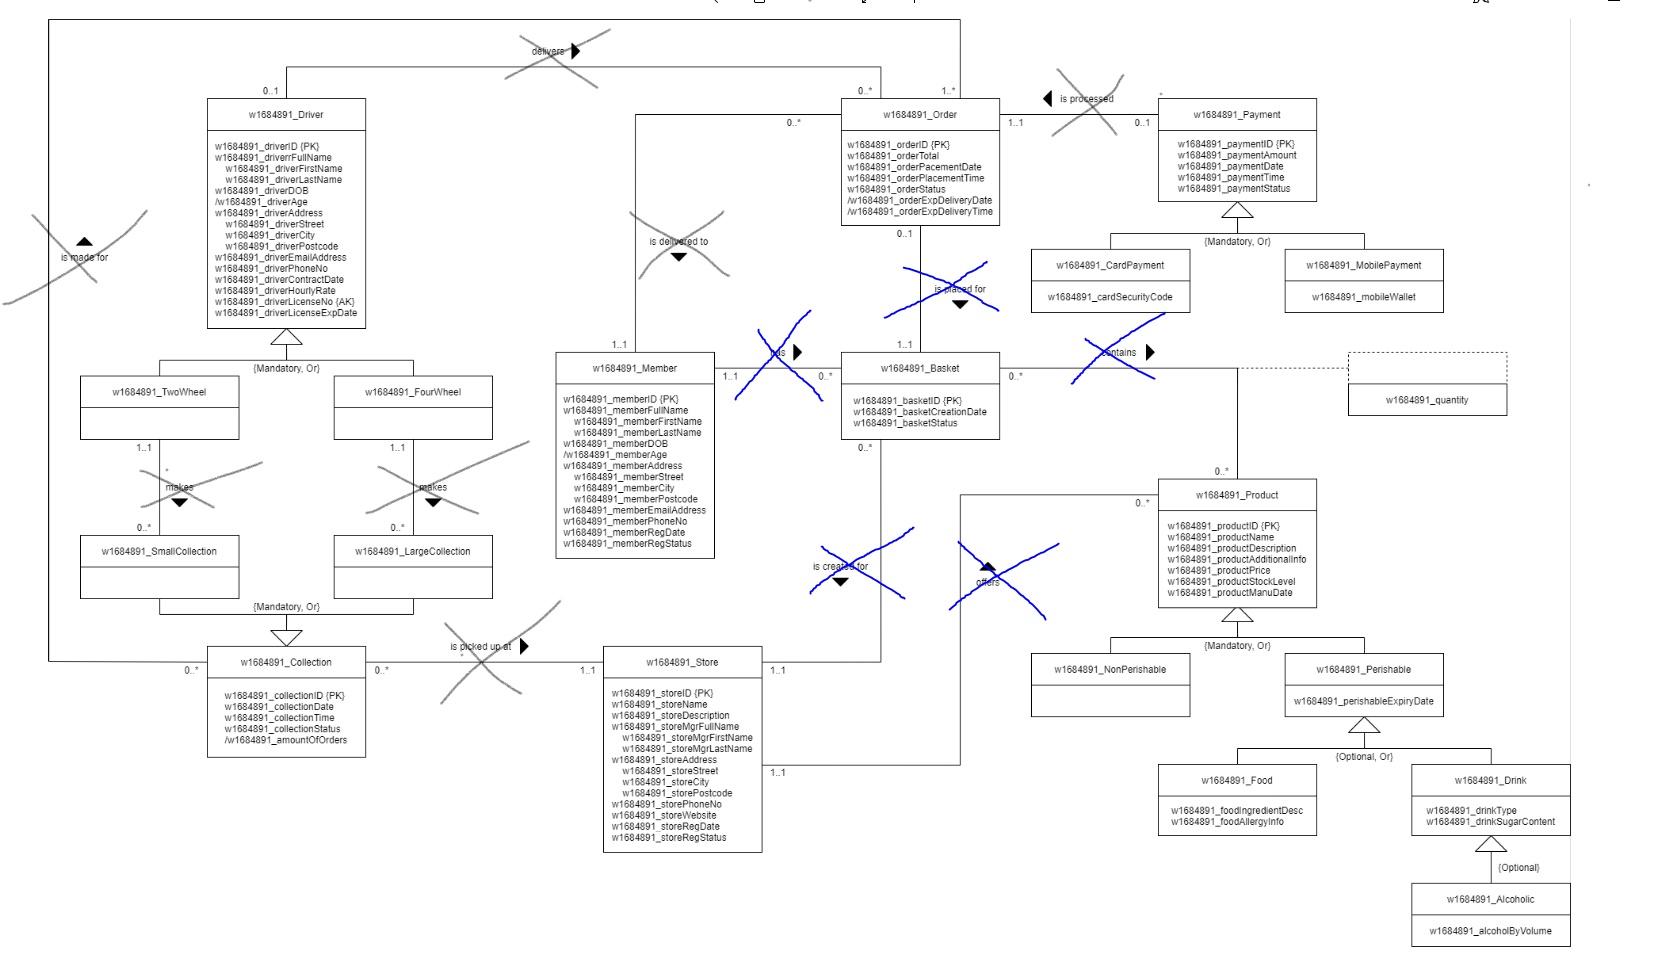 delivers
0..1
0..*
1..*
is processed
*
w1684891_Driver
w1684891_driverID {PK}
w1684891_driverrFullName
w1684891_driverFirstName
w1684891_driverLastName
w1684891_driverDOB
/w1684891_driverAge
w1684891_driverAddress
w1684891_driverStreet
w1684891_driverCity
w1684891_driverPostcode
w1684891_driverEmailAddress
w1684891_driverPhoneNo
w1684891_driverContractDate
w1684891_driverHourlyRate
w1684891_driverLicenseNo {AK}
w1684891_driverLicenseExpDate
0..*
w1684891_Order
w1684891_orderID {PK}
w1684891_orderTotal
w1684891_orderPacementDate
w1684891_orderPlacementTime
w1684891_orderStatus
/w1684891_orderExpDeliveryDate
/w1684891_orderExpDeliveryTime
1..1
0..1
w1684891_Payment
w1684891_paymentID {PK}
w1684891_paymentAmount
w1684891_paymentDate
w1684891_paymentTime
w1684891_paymentStatus
{Mandatory, Or}
w1684891_CardPayment
w1684891_cardSecurityCode
w1684891_MobilePayment
w1684891_mobileWallet
is made for
is delivered to
0..1
is placed for
{Mandatory, Or}
w1684891_TwoWheel
w1684891_FourWheel
1..1
1..1
makes
*
makes
0..*
0..*
w1684891_SmallCollection
w1684891_LargeCollection
{Mandatory, Or}
1..1
w1684891_Member
w1684891_memberID {PK}
w1684891_memberFullName
w1684891_memberFirstName
w1684891_memberLastName
w1684891_memberDOB
/w1684891_memberAge
w1684891_memberAddress
w1684891_memberStreet
w1684891_memberCity
w1684891_memberPostcode
w1684891_memberEmailAddress
w1684891_memberPhoneNo
w1684891_memberRegDate
w1684891_memberRegStatus
has
1..1
0..*
1..1
w1684891_Basket
w1684891_basketID {PK}
w1684891_basketCreationDate
w1684891_basketStatus
contains
0..*
w1684891_quantity
0..*
is created for
offers
0..*
0..*
w1684891_Product
w1684891_productID {PK}
w1684891_productName
w1684891_productDescription
w1684891_productAdditionalInfo
w1684891_productPrice
w1684891_productStockLevel
w1684891_productManuDate
{Mandatory, Or}
w1684891_NonPerishable
w1684891_Perishable
w1684891_perishableExpiryDate
{Optional, Or}
w1684891_Food
w1684891_foodIngredientDesc
w1684891_foodAllergyInfo
w1684891_Drink
w1684891_drinkType
w1684891_drinkSugarContent
{Optional}
w1684891_Alcoholic
w1684891_alcoholByVolume
0..*
w1684891_Collection
w1684891_collectionID {PK}
w1684891_collectionDate
w1684891_collectionTime
w1684891_collectionStatus
/w1684891_amountOfOrders
is picked up at
*
0..*
1..1
w1684891_Store
w1684891_storeID {PK}
w1684891_storeName
w1684891_storeDescription
w1684891_storeMgrFullName
w1684891_storeMgrFirstName
w1684891_storeMgrLastName
w1684891_storeAddress
w1684891_storeStreet
w1684891_storeCity
w1684891_storePostcode
w1684891_storePhoneNo
w1684891_storeWebsite
w1684891_storeRegDate
w1684891_storeRegStatus
1..1
1..1